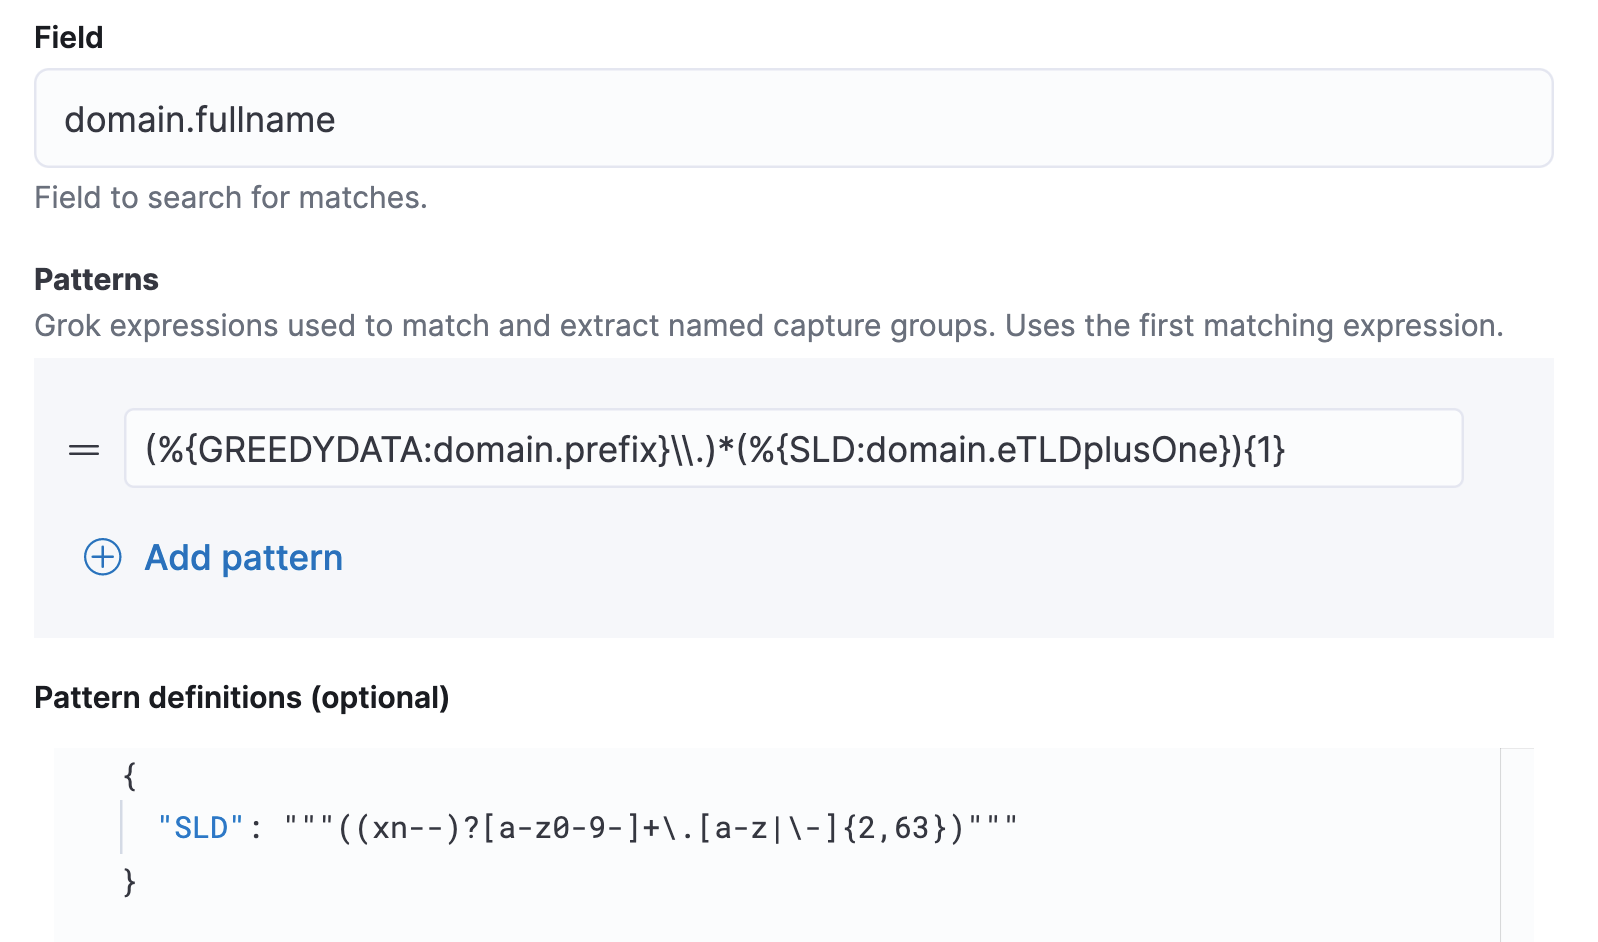 Field
domain.fullname
Field to search for matches.
Patterns
Grok expressions used to match and extract named capture groups. Uses the first matching expression.
(%{GREEDYDATA:domain.prefix}\\.)*(%{SLD:domain.eTLDplusOne}){1}
Add pattern
Pattern definitions (optional)
{
"SLD": """((xn--)?[a-z0-9-]+\.[a-z|\-]{2,63})"""
}